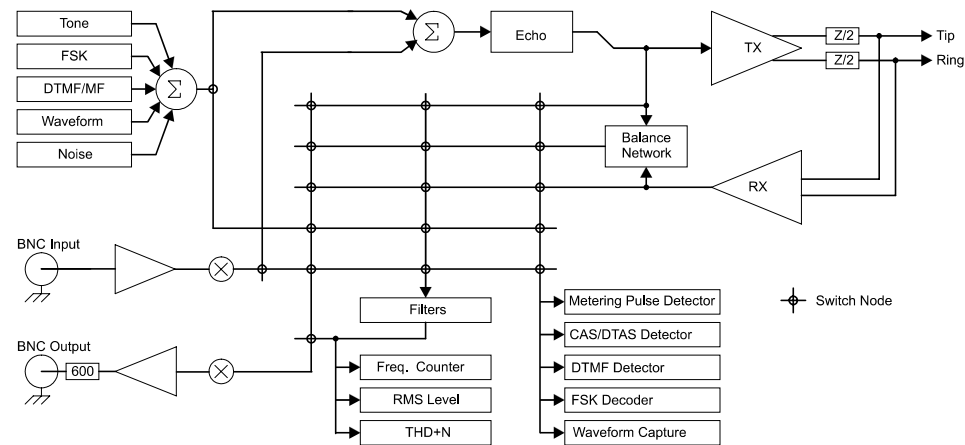 Tone
FSK
DTMF/MF
Waveform
Noise
Σ
Σ
Echo
TX
Z/2
Z/2
Tip
Ring
Balance
Network
RX
BNC Input
BNC Output
600
Filters
Freq. Counter
RMS Level
THD+N
Metering Pulse Detector
CAS/DTAS Detector
DTMF Detector
FSK Decoder
Waveform Capture
Switch Node